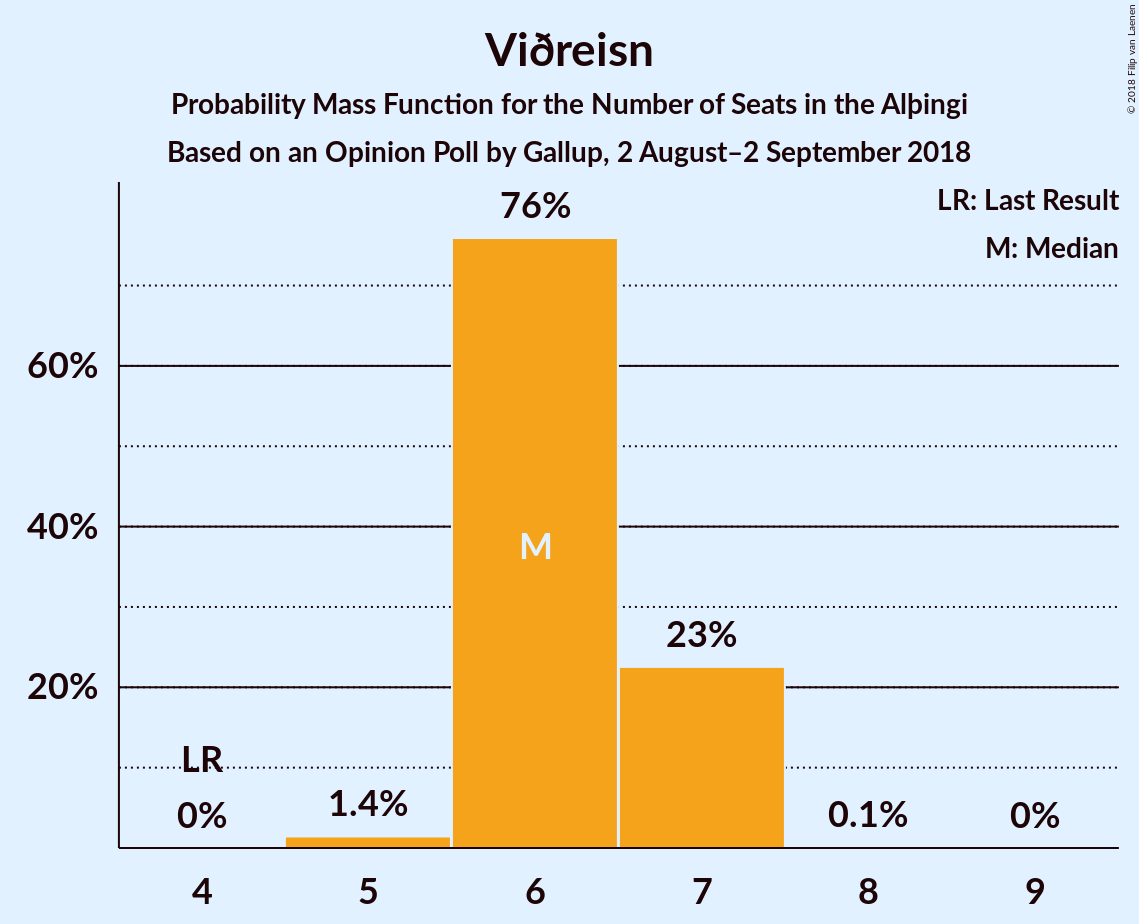 Viðreisn
Probability Mass Function for the Number of Seats in the Alþingi
Based on an Opinion Poll by Gallup, 2 August–2 September 2018
© 2018 Filip van Laenen
LR: Last Result
M: Median
76%
60%
40%
M
23%
20%
LR
0%
1.4%
0.1%
0%
4 5 6 7 8 9